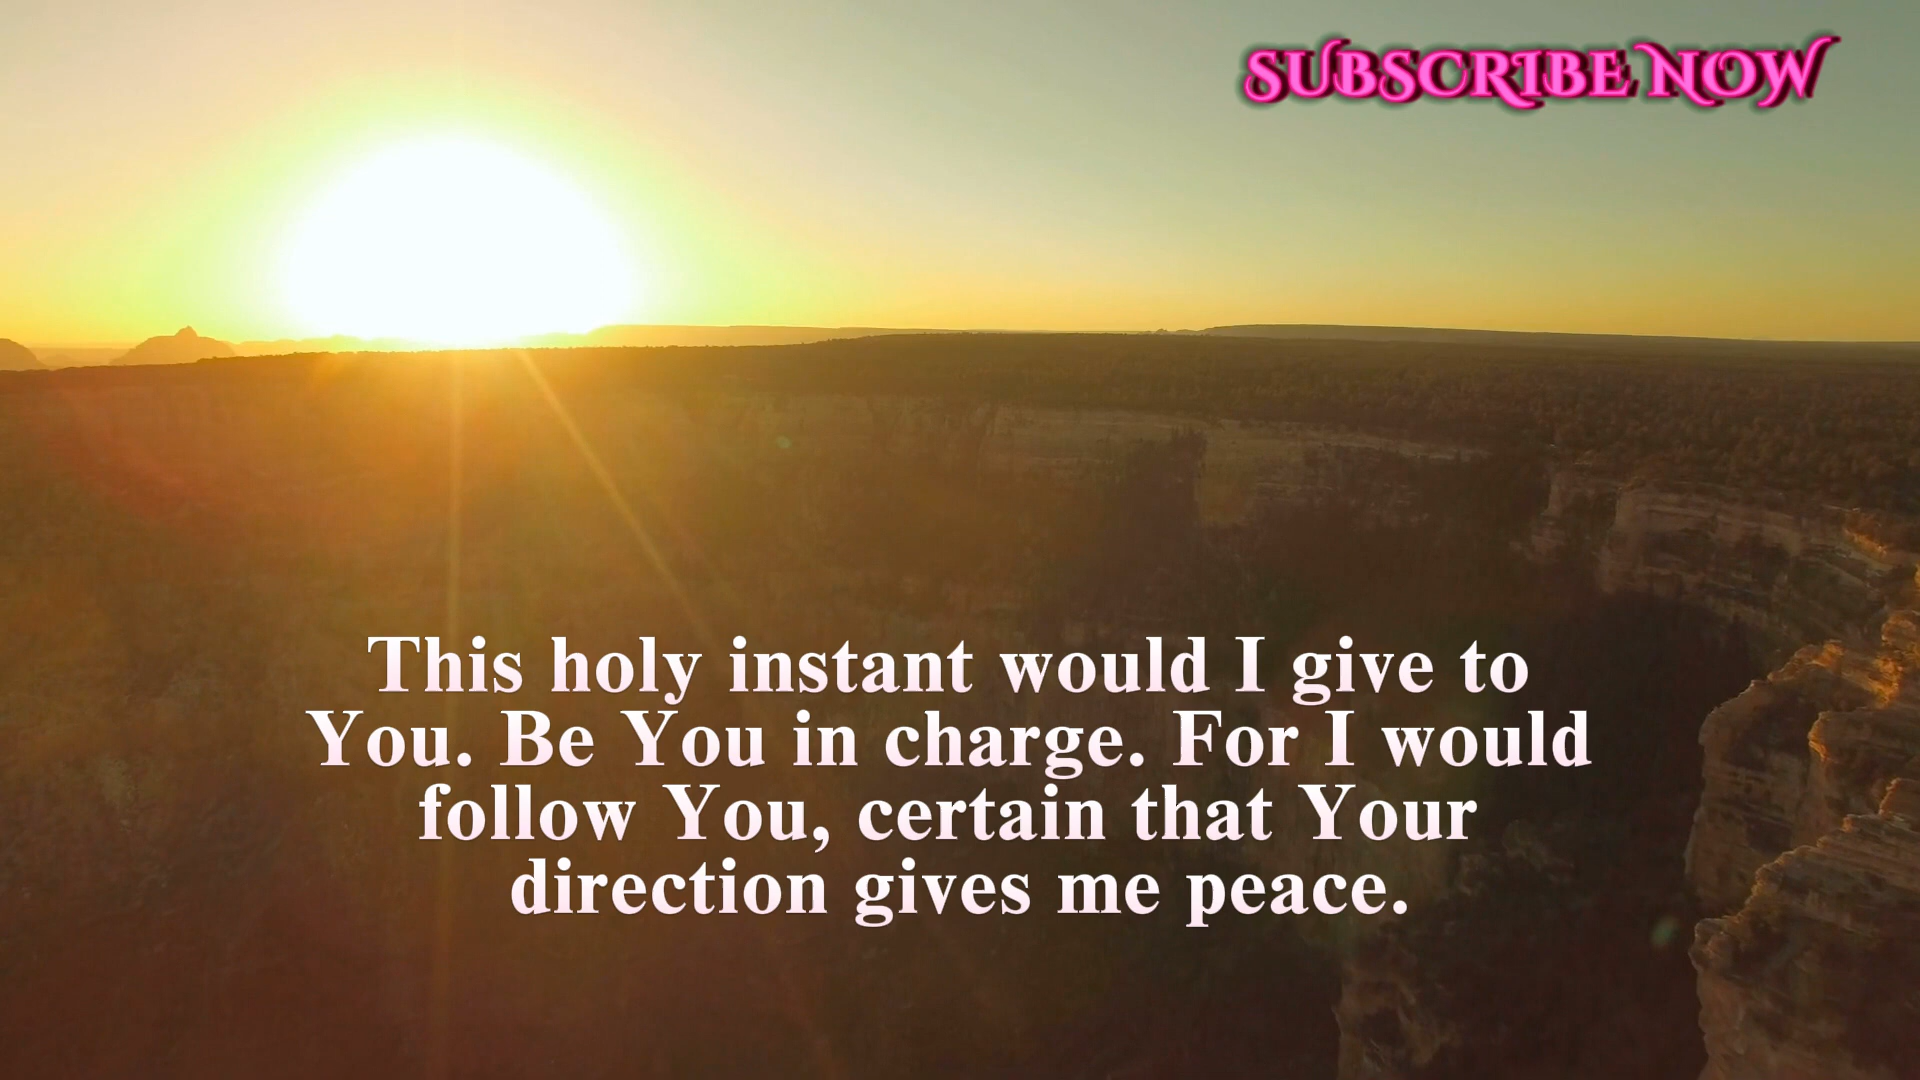 SUBSCRIBE NOW
This holy instant would I give to
You. Be You in charge. For I would
follow You, certain that Your
direction gives me peace.